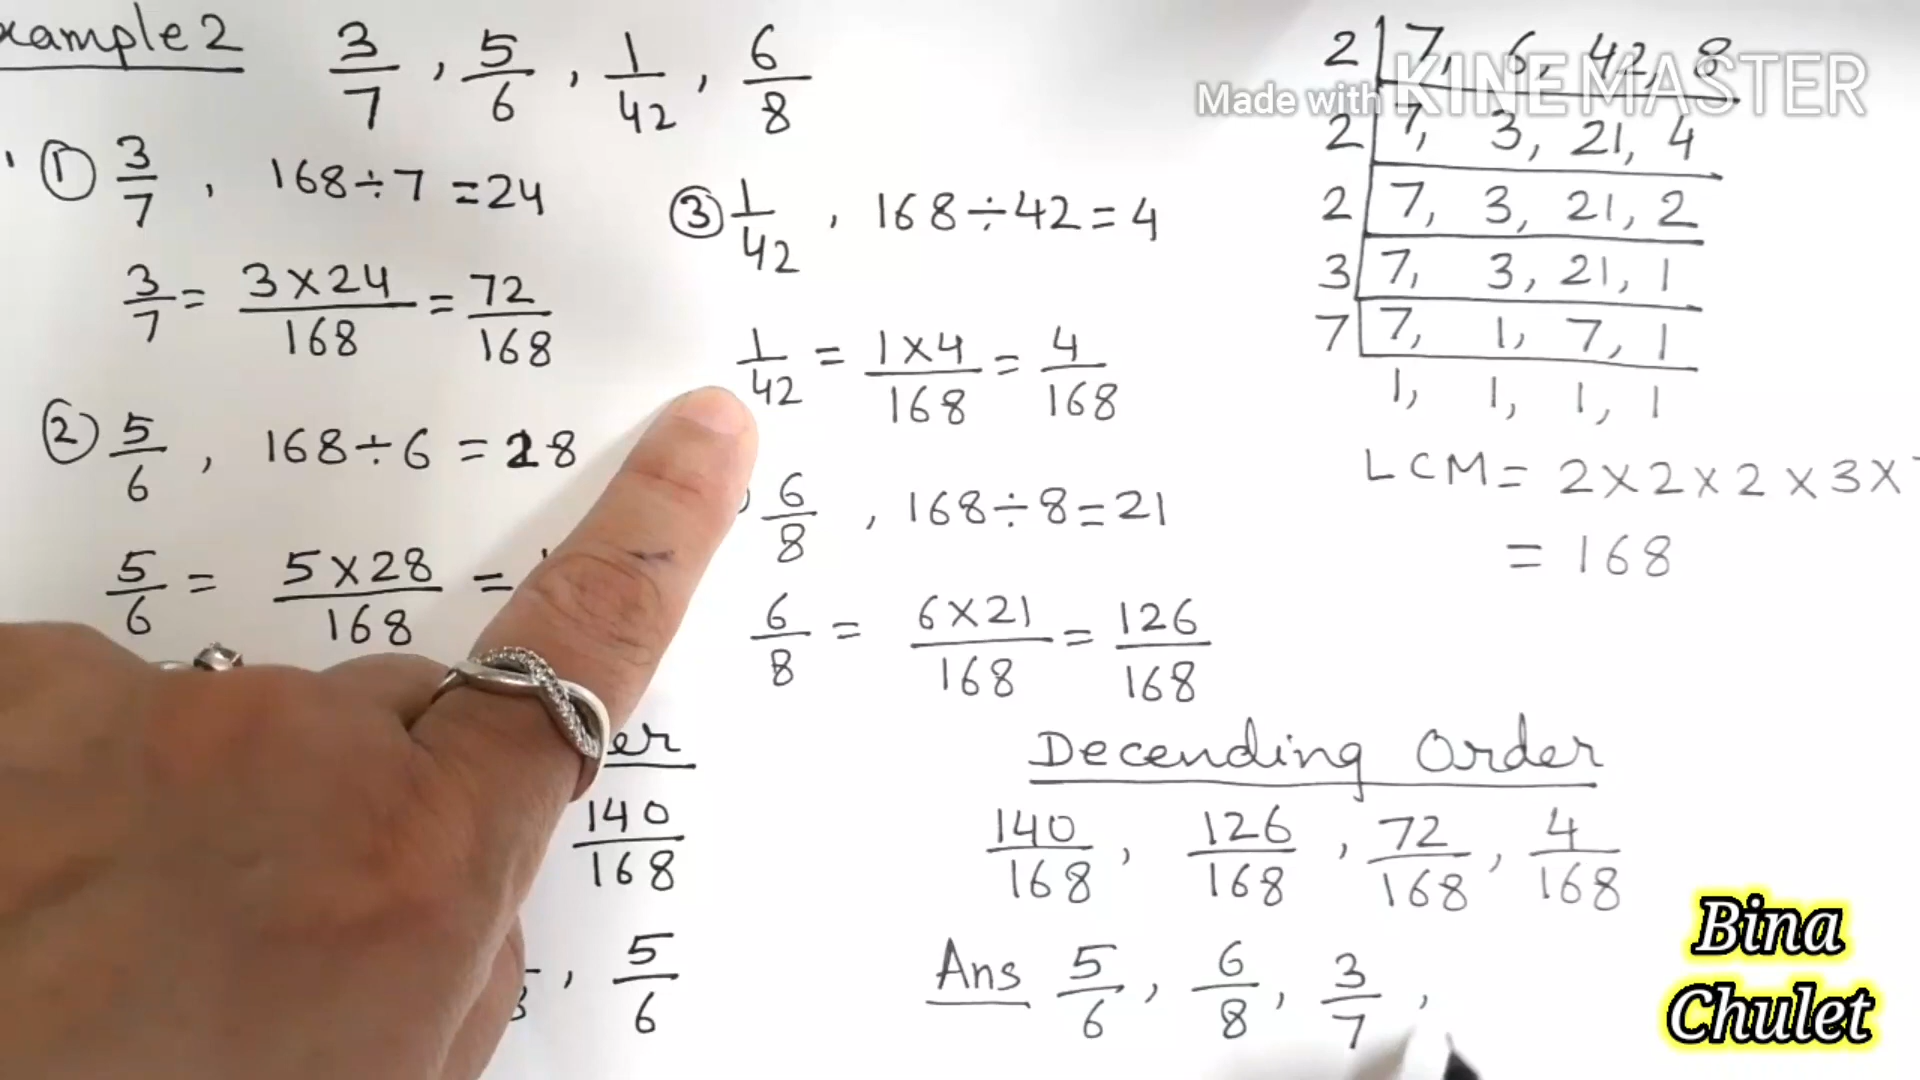 xample 2 3/7 , 5/6 , 1/42 , 6/8
① 3/7 , 168÷7 =24
3/7 = 3×24/168 = 72/168
② 5/6 , 168÷6 = 28
5/6 = 5×28/168 =
③ 1/42 , 168÷42=4
1/42 = 1×4/168 = 4/168
6/8 , 168÷8=21
6/8 = 6×21/168 = 126/168
2 | 7, 6, 42, 8
2 | 7, 3, 21, 4
2 | 7, 3, 21, 2
3 | 7, 3, 21, 1
7 | 7, 1, 7, 1
1, 1, 1, 1
LCM = 2×2×2×3×
= 168
er
140/168
, 5/6
Decending Order
140/168 , 126/168 , 72/168 , 4/168
Ans 5/6 , 6/8 , 3/7 ,
Made with KINEMASTER
Bina
Chulet